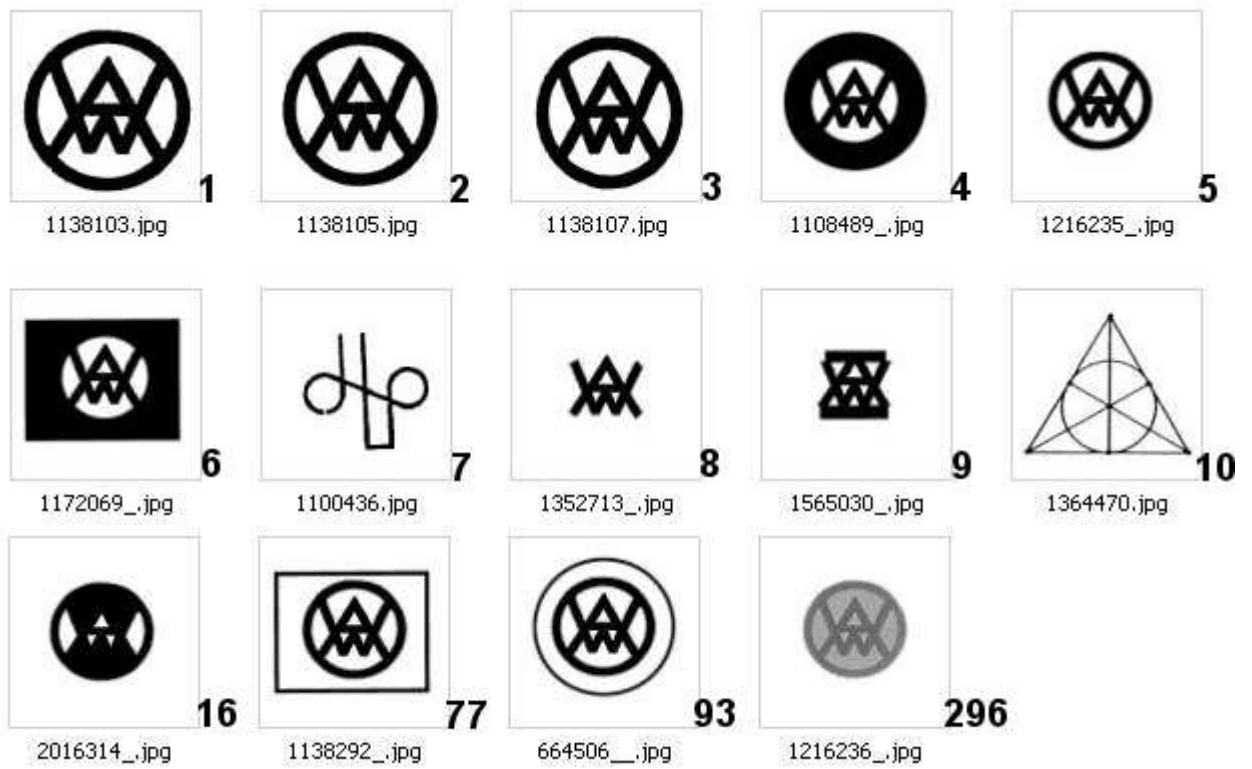 1 2 3 4 5
1138103.jpg 1138105.jpg 1138107.jpg 1108489_.jpg 1216235_.jpg
6 7 8 9 10
1172069_.jpg 1100436.jpg 1352713_.jpg 1565030_.jpg 1364470.jpg
16 77 93 296
2016314_.jpg 1138292_.jpg 664506__.jpg 1216236_.jpg